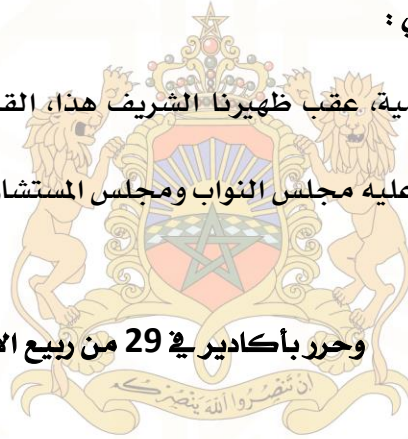 ي :
ية، عقب ظهيرنا الشريف هذا، الق
عليه مجلس النواب ومجلس المستشا
وحرر بأكادير في 29 من ربيع الا
إن تنصروا الله ينصركم